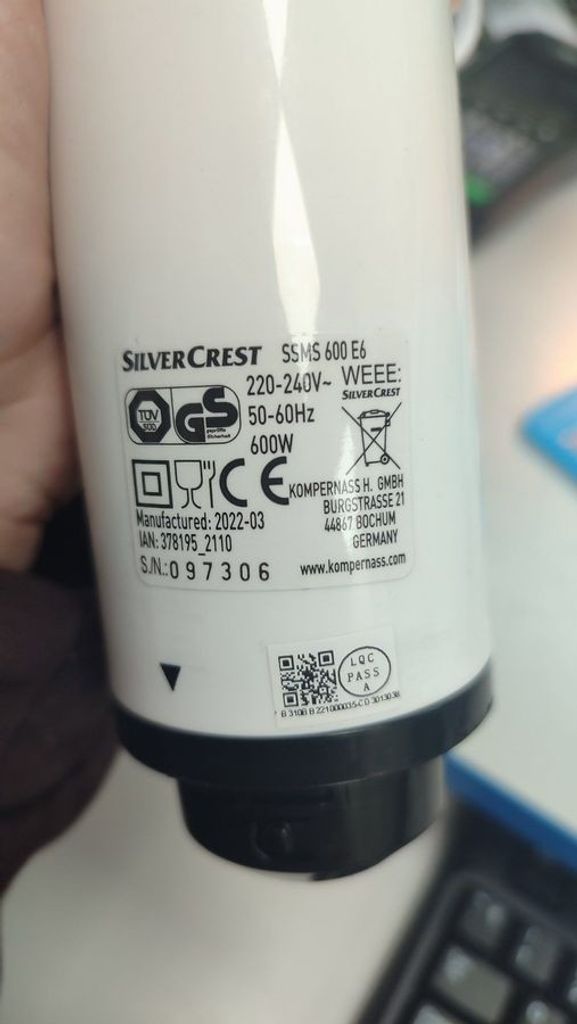 SILVERCREST SSMS 600 E6
220-240V~ WEEE:
SILVERCREST
TÜV SÜD GS geprüfte Sicherheit
50-60Hz
600W
CE
KOMPERNASS H. GMBH
BURGSTRASSE 21
44867 BOCHUM
GERMANY
www.kompernass.com
Manufactured: 2022-03
IAN: 378195_2110
S./N.: 097306
LQC
PASS
A